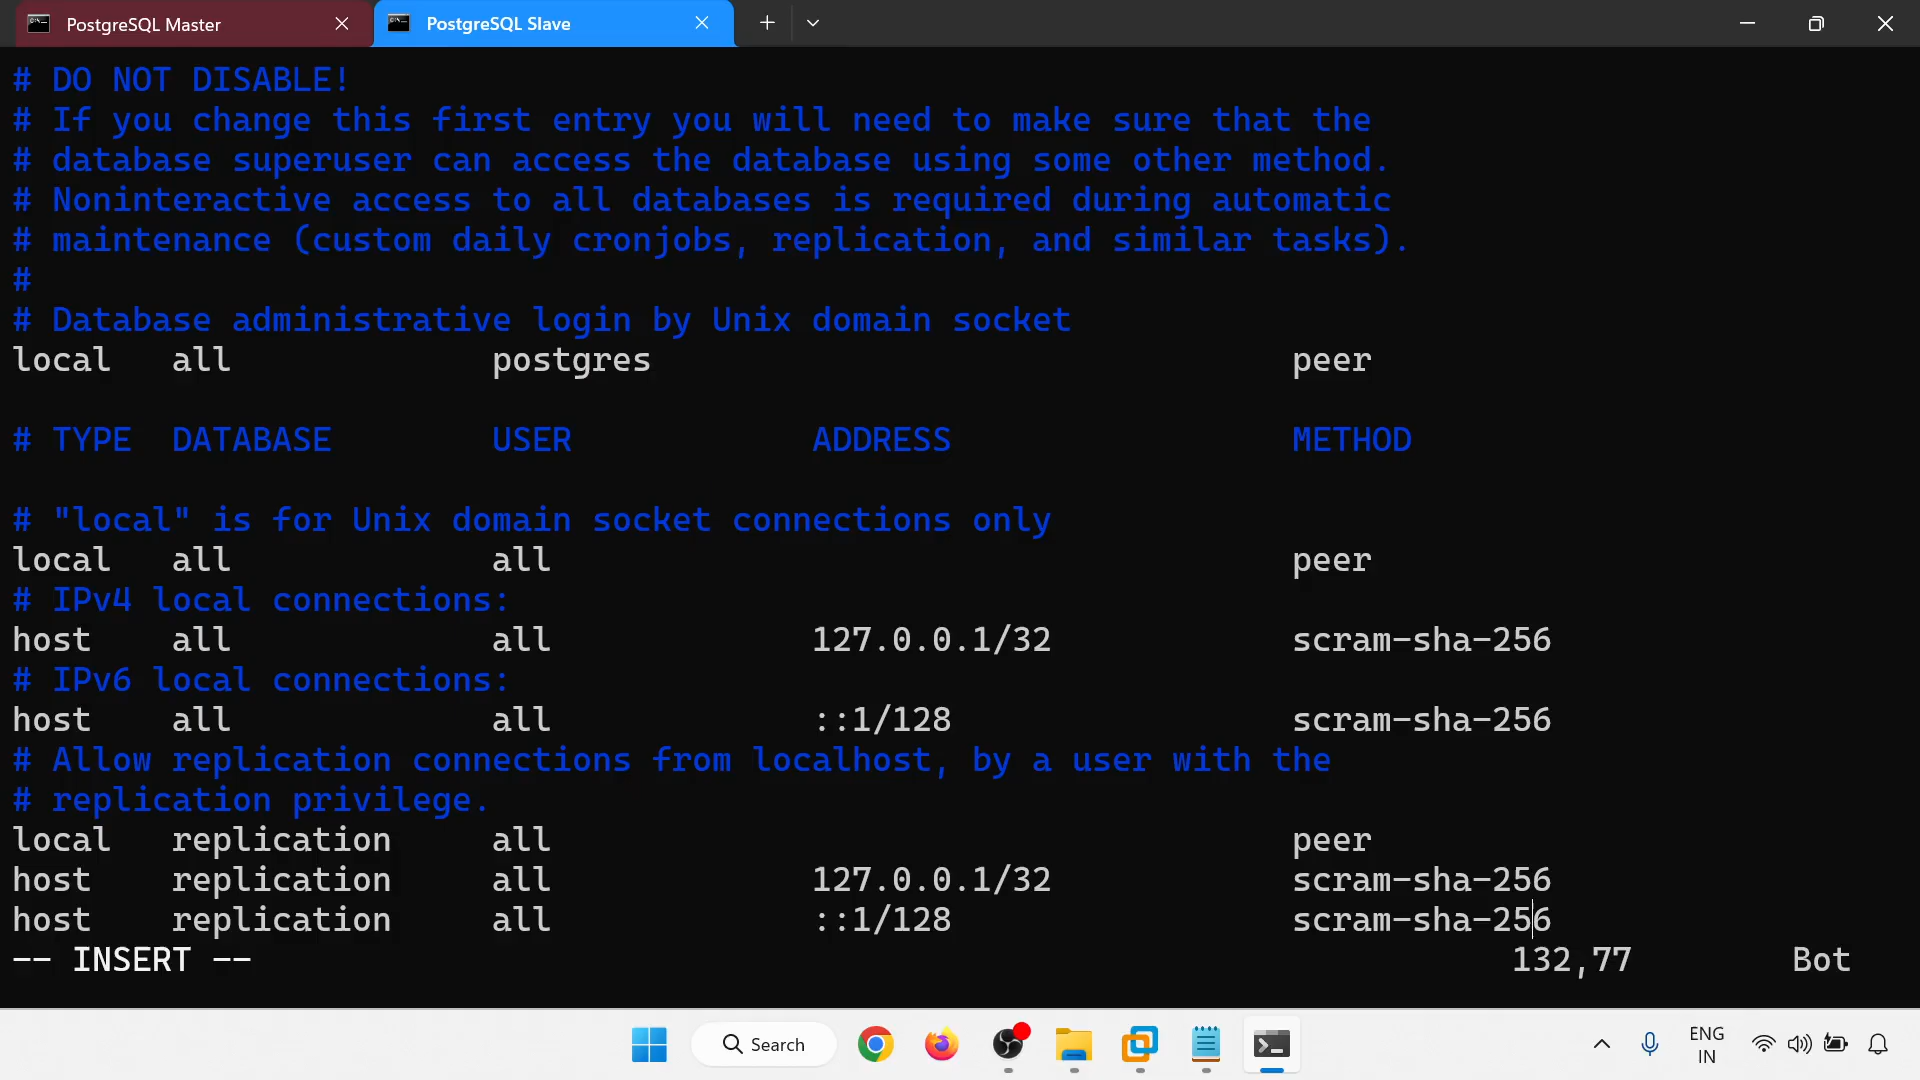 PostgreSQL Master
PostgreSQL Slave
# DO NOT DISABLE!
# If you change this first entry you will need to make sure that the
# database superuser can access the database using some other method.
# Noninteractive access to all databases is required during automatic
# maintenance (custom daily cronjobs, replication, and similar tasks).
#
# Database administrative login by Unix domain socket
local   all             postgres                                peer
# TYPE  DATABASE        USER            ADDRESS                 METHOD
# "local" is for Unix domain socket connections only
local   all             all                                     peer
# IPv4 local connections:
host    all             all             127.0.0.1/32            scram-sha-256
# IPv6 local connections:
host    all             all             ::1/128                 scram-sha-256
# Allow replication connections from localhost, by a user with the
# replication privilege.
local   replication     all                                     peer
host    replication     all             127.0.0.1/32            scram-sha-256
host    replication     all             ::1/128                 scram-sha-256
-- INSERT --                                                               132,77        Bot
Search
ENG
IN